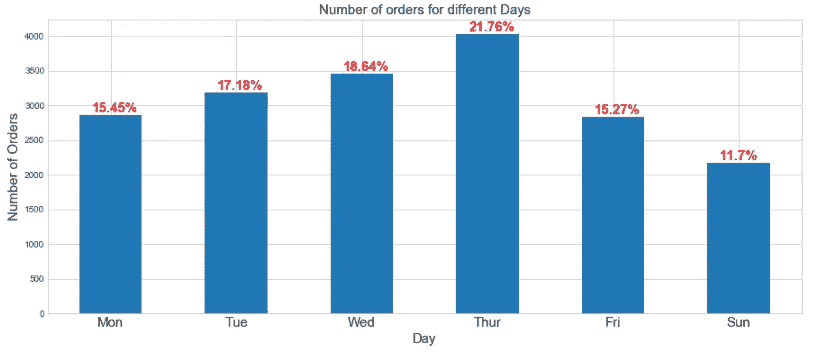 Number of orders for different Days
Number of Orders
4000
3500
3000
2500
2000
1500
1000
500
0
15.45%
17.18%
18.64%
21.76%
15.27%
11.7%
Mon
Tue
Wed
Thur
Fri
Sun
Day